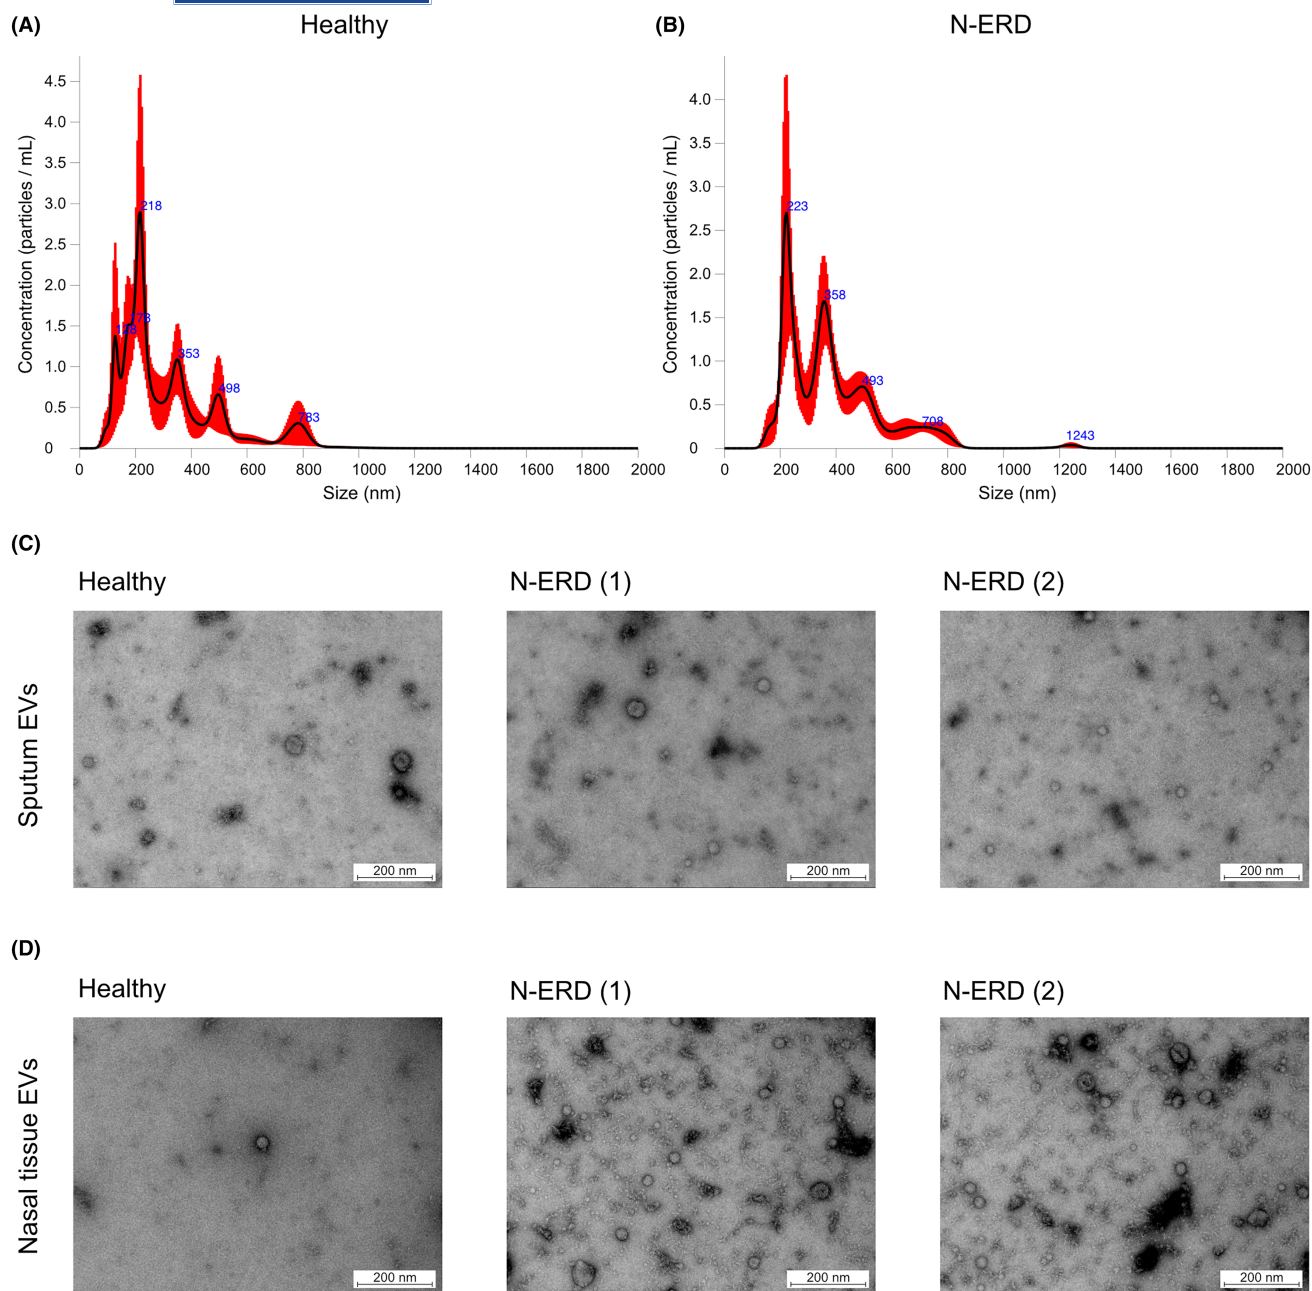 (A) Healthy (B) N-ERD
Concentration (particles / mL)
4.5
4.0
3.5
3.0
2.5
2.0
1.5
1.0
0.5
0
128
178
218
353
498
783
0 200 400 600 800 1000 1200 1400 1600 1800 2000
Size (nm)
Concentration (particles / mL)
4.0
3.5
3.0
2.5
2.0
1.5
1.0
0.5
0
223
358
493
708
1243
0 200 400 600 800 1000 1200 1400 1600 1800 2000
Size (nm)
(C)
Healthy N-ERD (1) N-ERD (2)
Sputum EVs
200 nm 200 nm 200 nm
(D)
Healthy N-ERD (1) N-ERD (2)
Nasal tissue EVs
200 nm 200 nm 200 nm